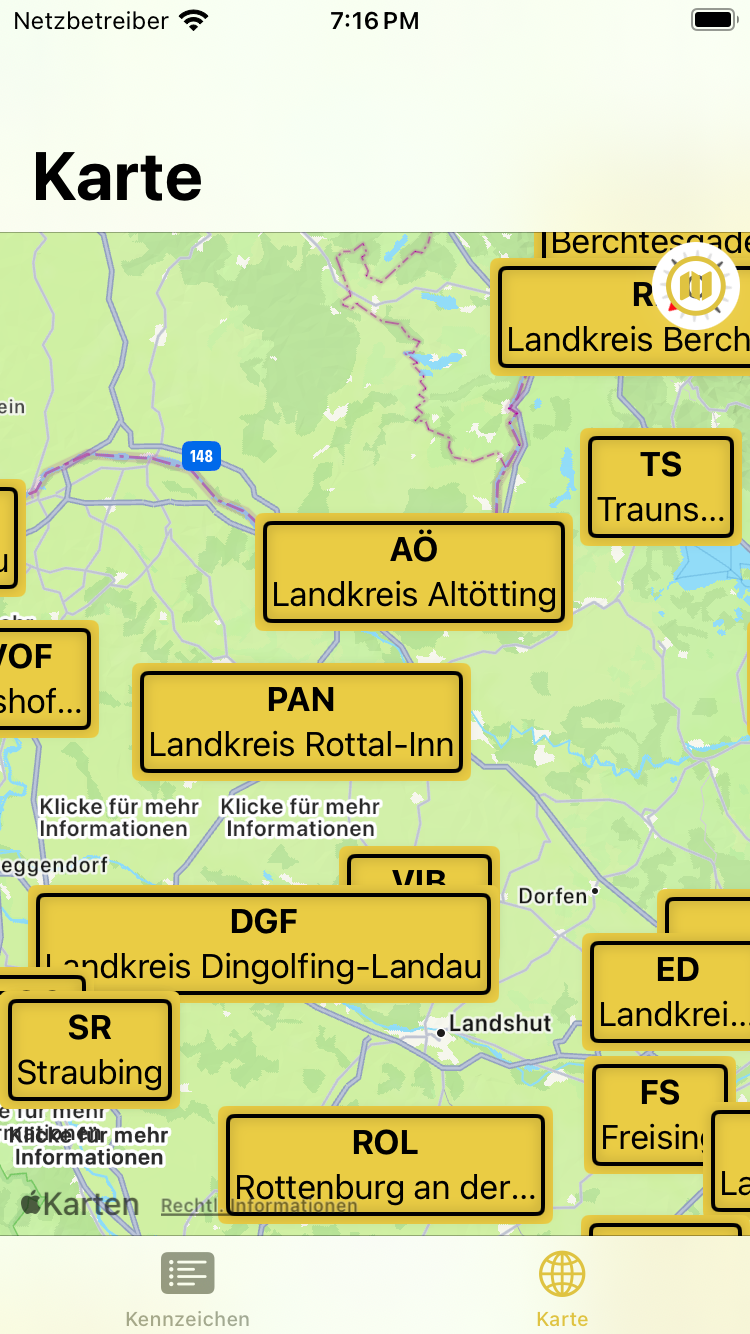 Netzbetreiber
7:16 PM
Karte
Berchtesgade
Landkreis Berch
ein
148
TS
Trauns...
AÖ
Landkreis Altötting
VOF
shof...
PAN
Landkreis Rottal-Inn
Klicke für mehr
Informationen
Klicke für mehr
Informationen
eggendorf
VIB
Dorfen
DGF
Landkreis Dingolfing-Landau
ED
Landkrei...
SR
Straubing
Landshut
FS
Freising
e für mehr
Klicke für mehr
Informationen
ROL
Rottenburg an der...
La
Karten
Rechtl. Informationen
Kennzeichen
Karte